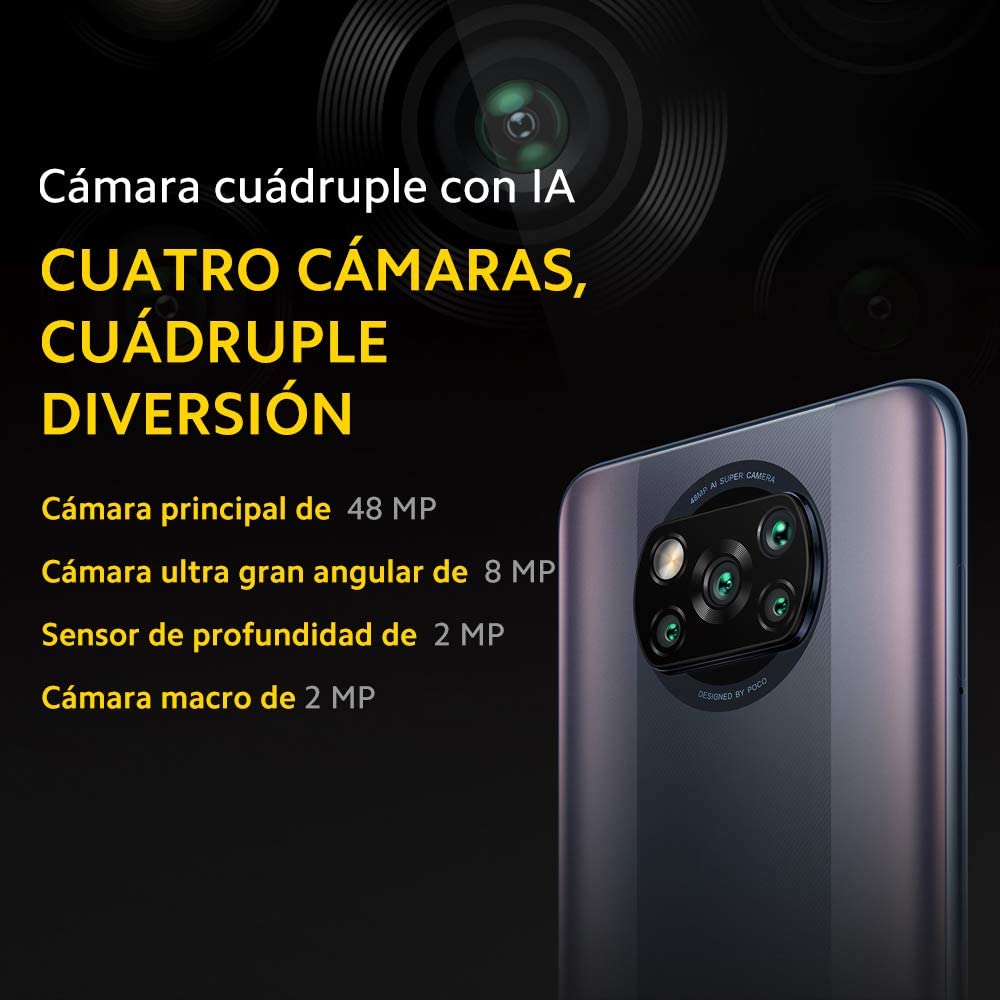 Cámara cuádruple con IA
CUATRO CÁMARAS,
CUÁDRUPLE
DIVERSIÓN
Cámara principal de 48 MP
Cámara ultra gran angular de 8 MP
Sensor de profundidad de 2 MP
Cámara macro de 2 MP
48MP AI SUPER CAMERA
DESIGNED BY POCO